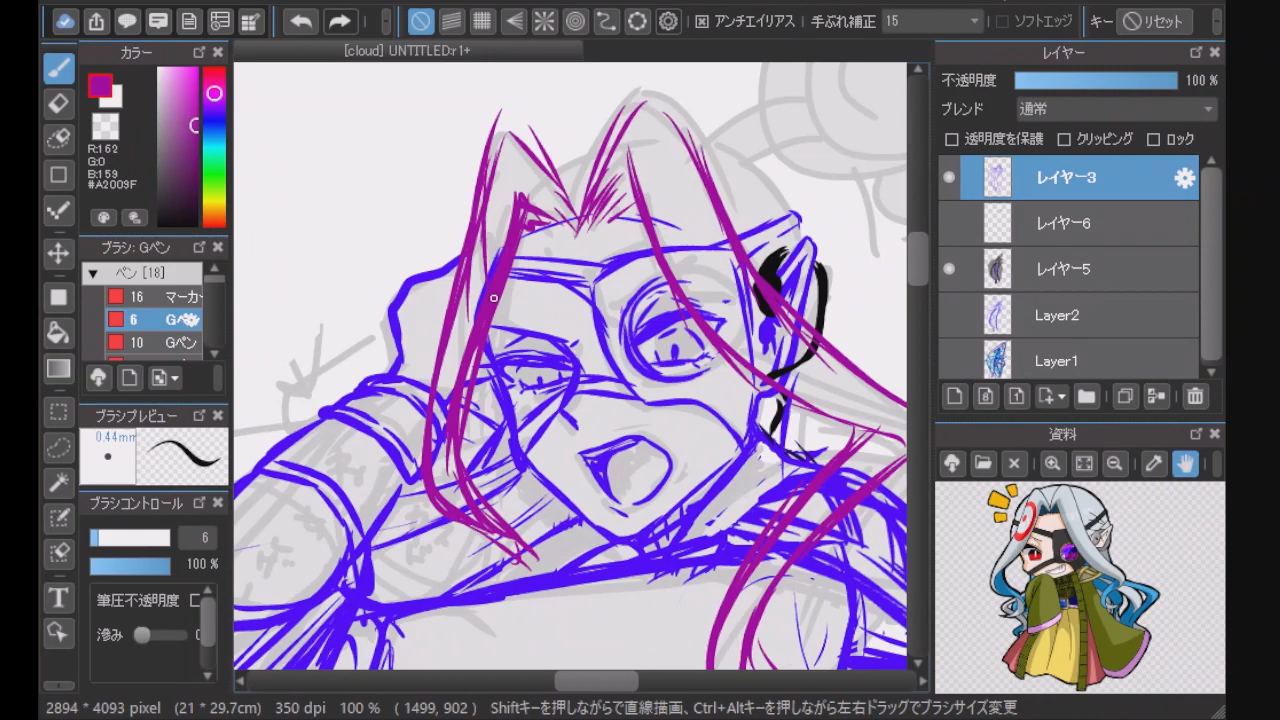 アンチエイリアス 手ぶれ補正 15 ソフトエッジ キー リセット
カラー
[cloud] UNTITLED:r1+
レイヤー
不透明度 100 %
ブレンド 通常
透明度を保護 クリッピング ロック
R:162
G:0
B:159
#A2009F
レイヤー3
レイヤー6
レイヤー5
Layer2
Layer1
ブラシ: Gペン
ペン [18]
16 マーカ
6 Gペ
10 Gペン
8
1
ブラシプレビュー
0.44mm
資料
ブラシコントロール
6
100 %
筆圧不透明度
滲み
T
2894 * 4093 pixel (21 * 29.7cm) 350 dpi 100 % ( 1499, 902 ) Shiftキーを押しながらで直線描画、Ctrl+Altキーを押しながら左右ドラッグでブラシサイズ変更